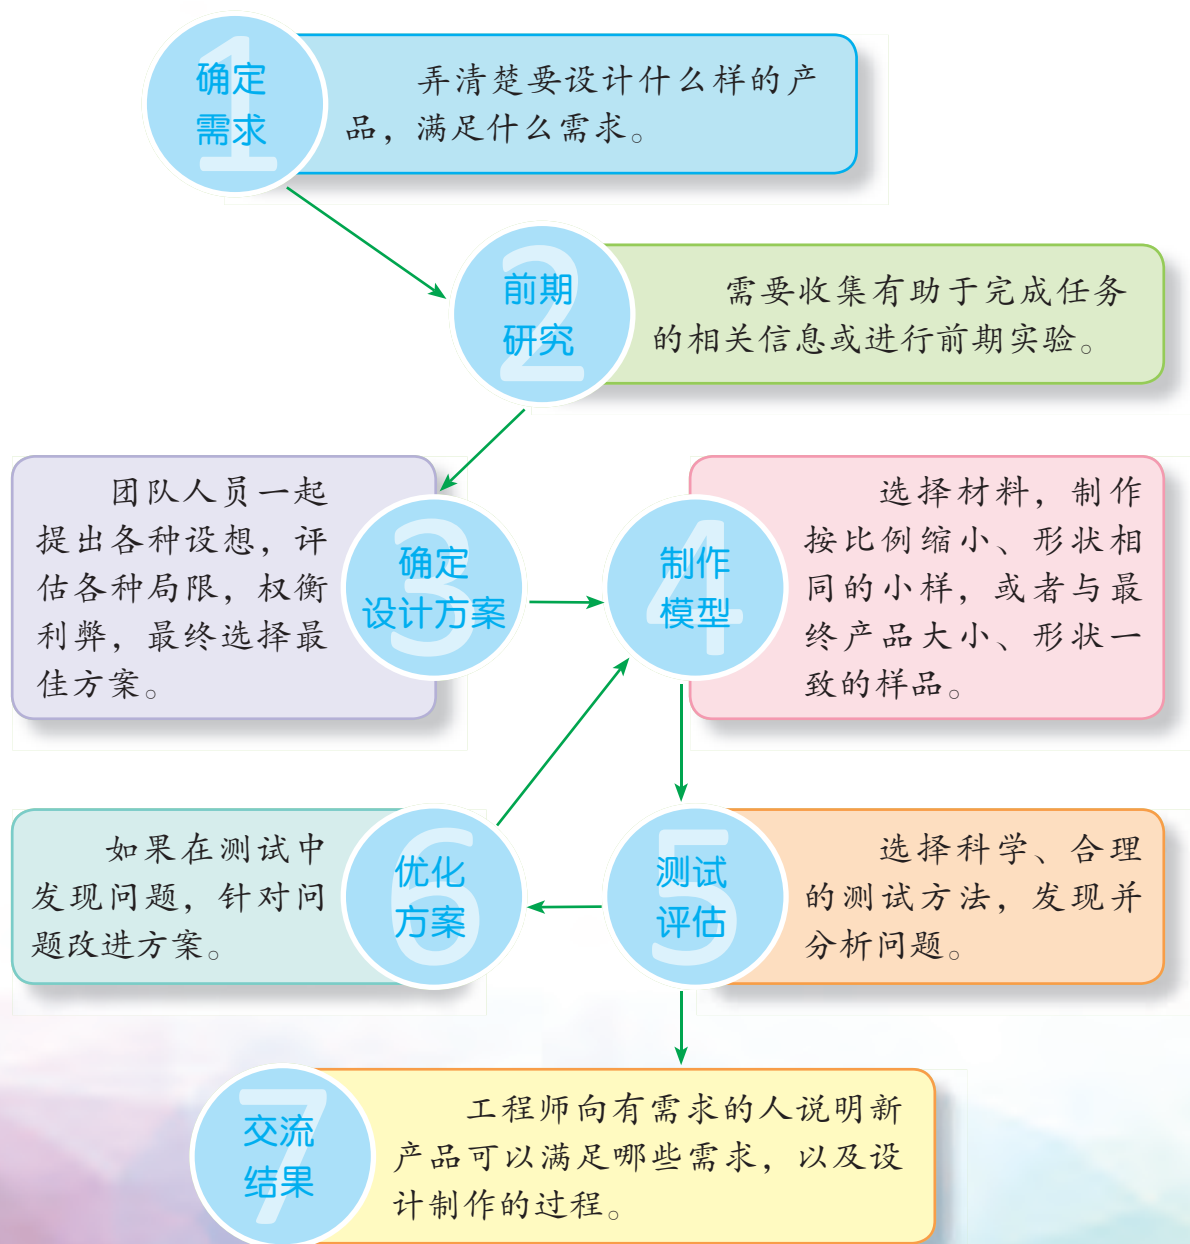 1
确定
需求
弄清楚要设计什么样的产
品，满足什么需求。
2
前期
研究
需要收集有助于完成任务
的相关信息或进行前期实验。
3
确定
设计方案
团队人员一起
提出各种设想，评
估各种局限，权衡
利弊，最终选择最
佳方案。
4
制作
模型
选择材料，制作
按比例缩小、形状相
同的小样，或者与最
终产品大小、形状一
致的样品。
5
测试
评估
选择科学、合理
的测试方法，发现并
分析问题。
6
优化
方案
如果在测试中
发现问题，针对问
题改进方案。
7
交流
结果
工程师向有需求的人说明新
产品可以满足哪些需求，以及设
计制作的过程。